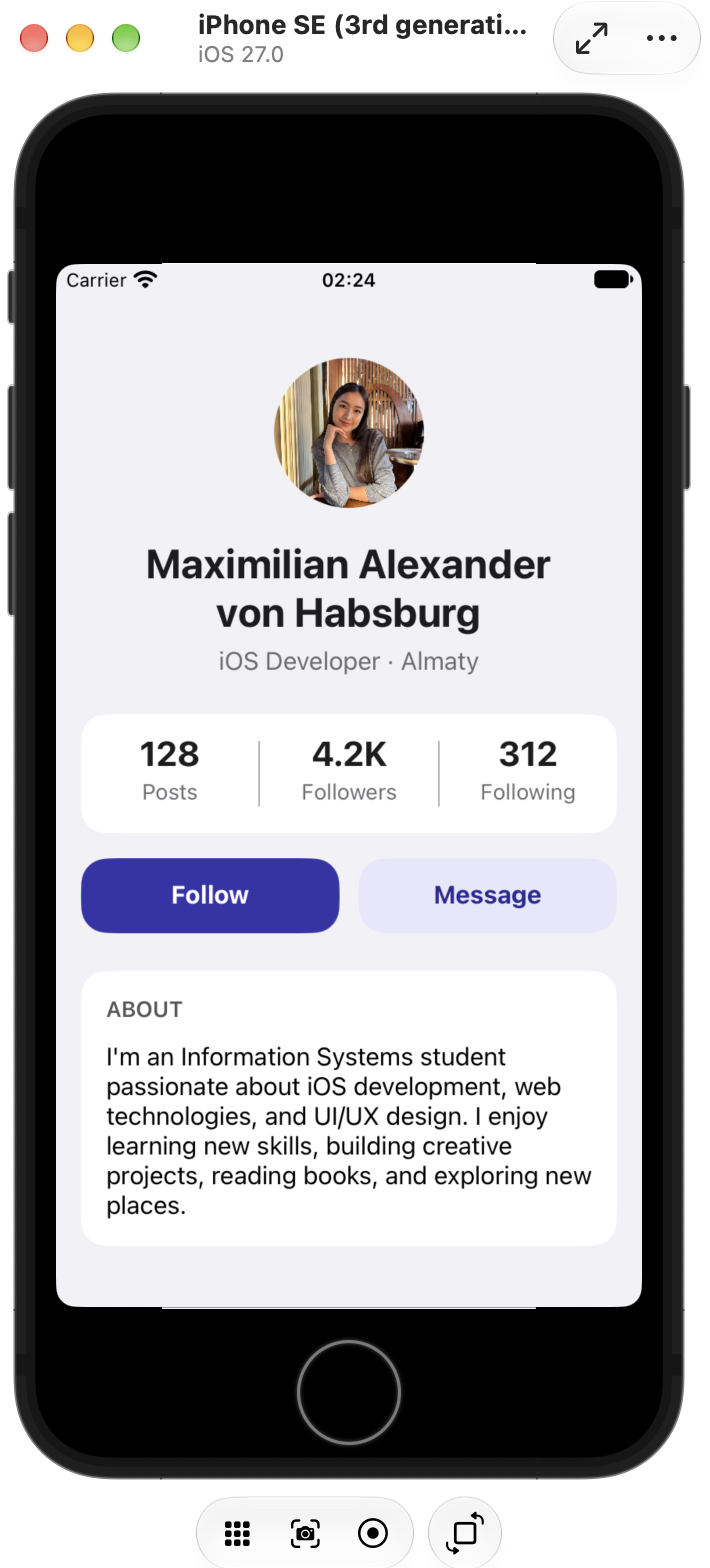 iPhone SE (3rd generati...
iOS 27.0
Carrier 02:24
Maximilian Alexander
von Habsburg
iOS Developer · Almaty
128 4.2K 312
Posts Followers Following
Follow Message
ABOUT
I'm an Information Systems student
passionate about iOS development, web
technologies, and UI/UX design. I enjoy
learning new skills, building creative
projects, reading books, and exploring new
places.